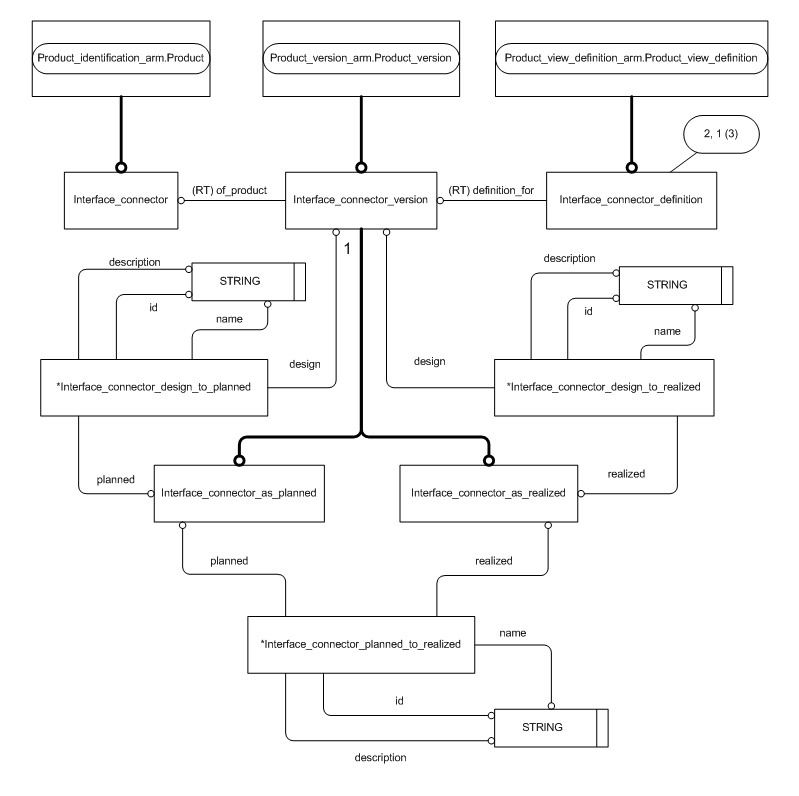 Product_identification_arm.Product
Product_version_arm.Product_version
Product_view_definition_arm.Product_view_definition
2, 1 (3)
Interface_connector
(RT) of_product
Interface_connector_version
(RT) definition_for
Interface_connector_definition
1
description
STRING
id
name
design
*Interface_connector_design_to_planned
description
STRING
id
name
design
*Interface_connector_design_to_realized
planned
Interface_connector_as_planned
Interface_connector_as_realized
realized
planned
realized
*Interface_connector_planned_to_realized
name
id
STRING
description